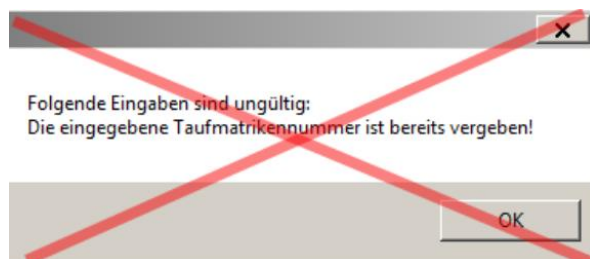 Folgende Eingaben sind ungültig:
Die eingegebene Taufmatrikennummer ist bereits vergeben!
OK